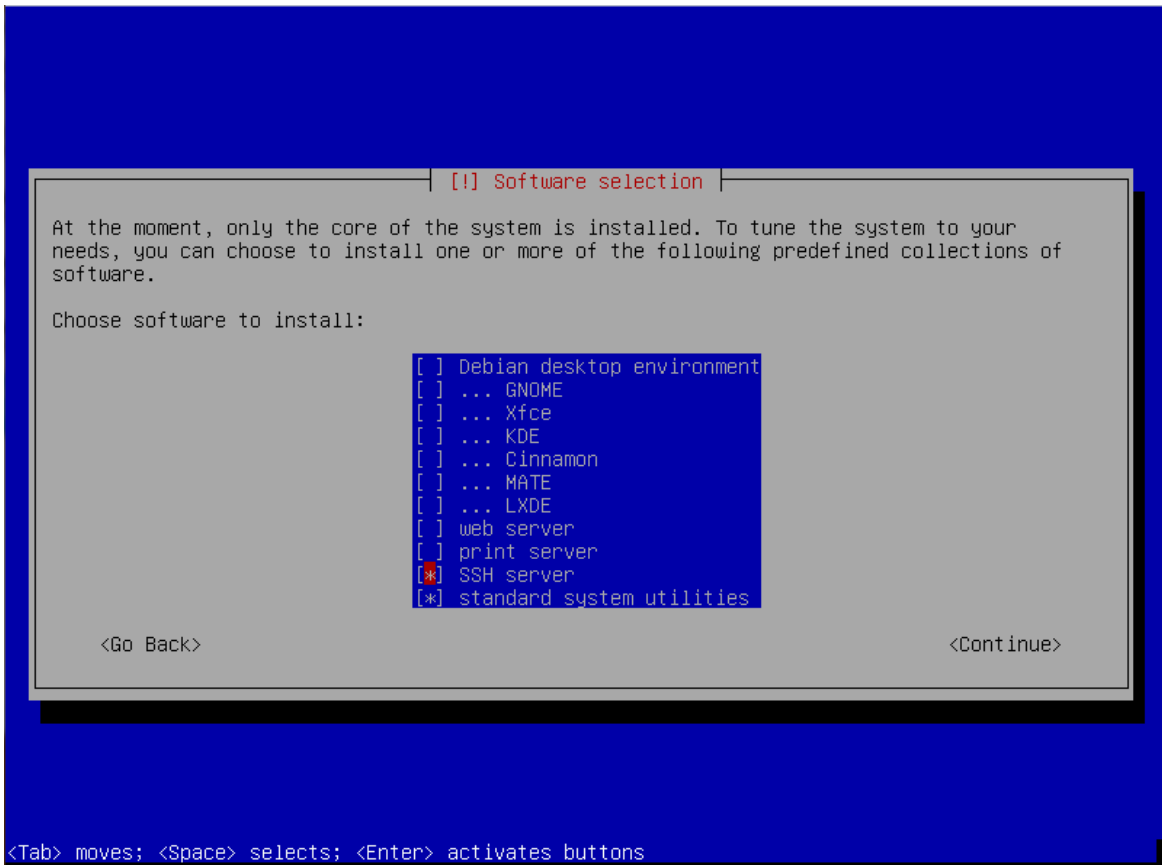 [!] Software selection
At the moment, only the core of the system is installed. To tune the system to your
needs, you can choose to install one or more of the following predefined collections of
software.
Choose software to install:
[ ] Debian desktop environment
[ ] ... GNOME
[ ] ... Xfce
[ ] ... KDE
[ ] ... Cinnamon
[ ] ... MATE
[ ] ... LXDE
[ ] web server
[ ] print server
[*] SSH server
[*] standard system utilities
<Go Back> <Continue>
<Tab> moves; <Space> selects; <Enter> activates buttons